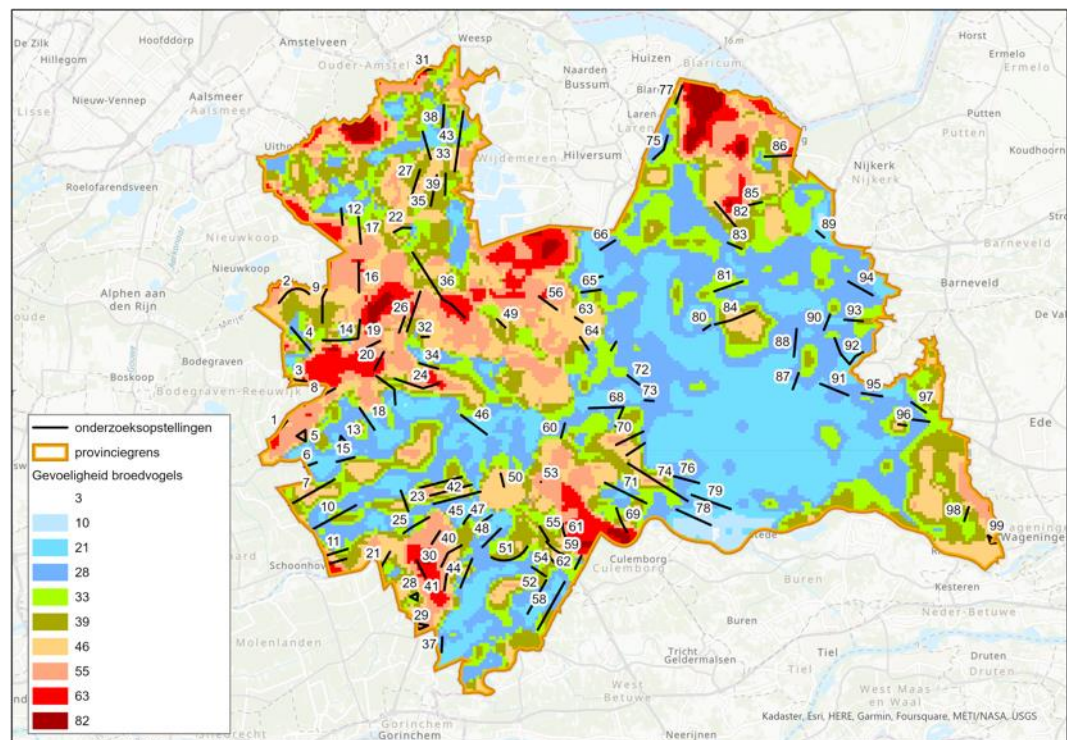 De Zilk
Hoofddorp
Amstelveen
Weesp
Horst
Ermelo
Hillegom
Ouder-Amstel
Huizen
Blaricum
Ermelo
Nieuw-Vennep
Aalsmeer
Aalsmeer
Naarden
Bussum
Laren
Laren
Putten
Putten
Koudhoorn
Lisse
Uithoorn
Wijdemeren
Hilversum
Nijkerk
Nijkerk
Roelofarendsveen
Nieuwkoop
Barneveld
Alphen aan
den Rijn
Nieuwkoop
Meije
Barneveld
Bodegraven
Boskoop
Bodegraven-Reeuwijk
Ede
31
77
38
43
75
86
33
27
39
35
85
12
22
82
17
66
83
89
2
9
16
36
65
81
94
56
4
26
49
63
84
90
93
14
19
32
64
80
88
92
20
34
3
24
72
87
91
95
8
73
68
97
1
18
46
60
96
5
13
70
6
15
53
74
76
7
50
23
42
71
79
10
45
47
78
25
48
55
61
69
98
11
40
59
99
21
30
51
54
62
44
28
41
52
58
29
37
onderzoeksopstellingen
provinciegrens
Gevoeligheid broedvogels
3
10
21
28
33
39
46
55
63
82
Schoonhoven
Culemborg
Culemborg
Wageningen
Wageningen
Kesteren
Buren
Buren
Neder-Betuwe
Molenlanden
Tricht
Geldermalsen
Tiel
Tiel
Druten
Druten
West
Betuwe
West Maas
en Waal
Gorinchem
Gorinchem
Neerijnen
Kadaster, Esri, HERE, Garmin, Foursquare, METI/NASA, USGS